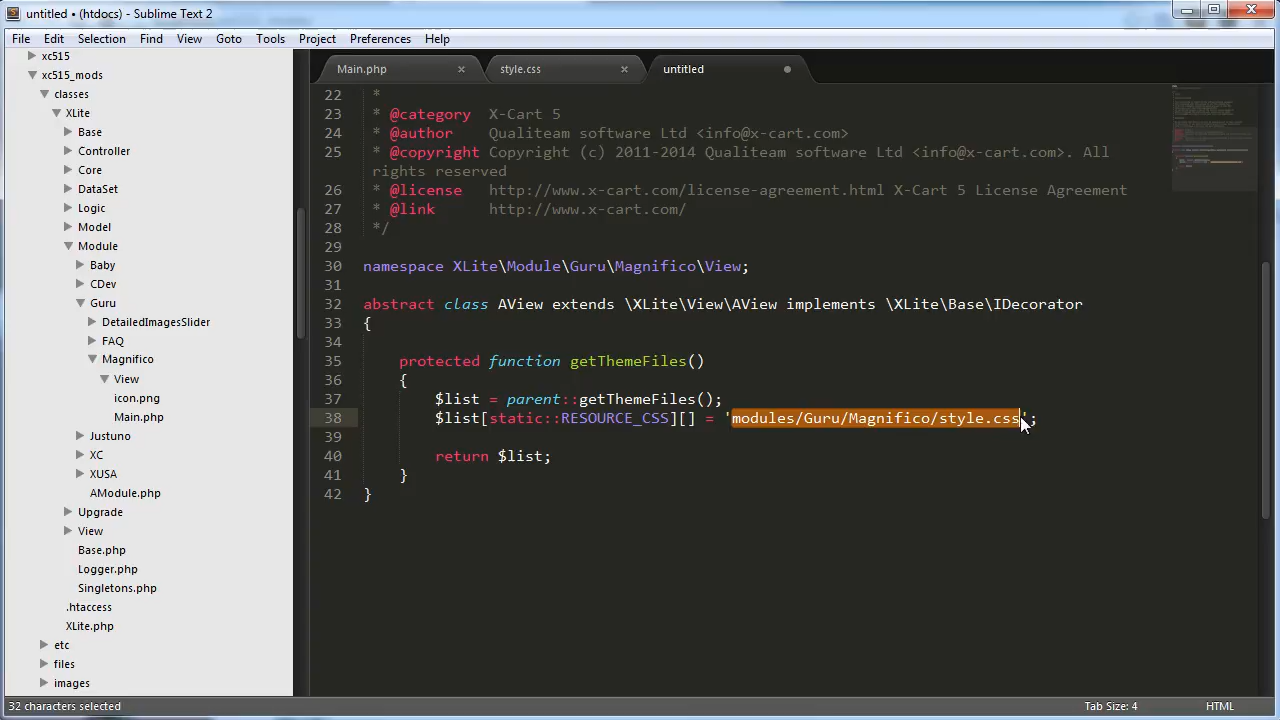 untitled • (htdocs) - Sublime Text 2
File Edit Selection Find View Goto Tools Project Preferences Help
xc515
xc515_mods
classes
XLite
Base
Controller
Core
DataSet
Logic
Model
Module
Baby
CDev
Guru
DetailedImagesSlider
FAQ
Magnifico
View
icon.png
Main.php
Justuno
XC
XUSA
AModule.php
Upgrade
View
Base.php
Logger.php
Singletons.php
.htaccess
XLite.php
etc
files
images
Main.php × style.css × untitled
22 *
23 * @category X-Cart 5
24 * @author Qualiteam software Ltd <info@x-cart.com>
25 * @copyright Copyright (c) 2011-2014 Qualiteam software Ltd <info@x-cart.com>. All
rights reserved
26 * @license http://www.x-cart.com/license-agreement.html X-Cart 5 License Agreement
27 * @link http://www.x-cart.com/
28 */
29
30 namespace XLite\Module\Guru\Magnifico\View;
31
32 abstract class AView extends \XLite\View\AView implements \XLite\Base\IDecorator
33 {
34
35 protected function getThemeFiles()
36 {
37 $list = parent::getThemeFiles();
38 $list[static::RESOURCE_CSS][] = 'modules/Guru/Magnifico/style.css';
39
40 return $list;
41 }
42 }
32 characters selected Tab Size: 4 HTML